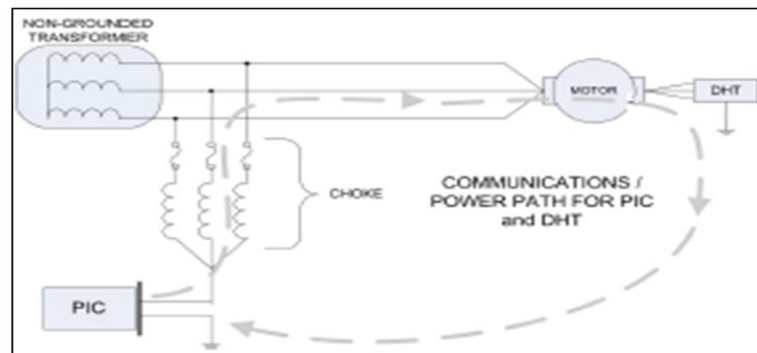 NON-GROUNDED
TRANSFORMER
MOTOR
DHT
CHOKE
COMMUNICATIONS /
POWER PATH FOR PIC
and DHT
PIC